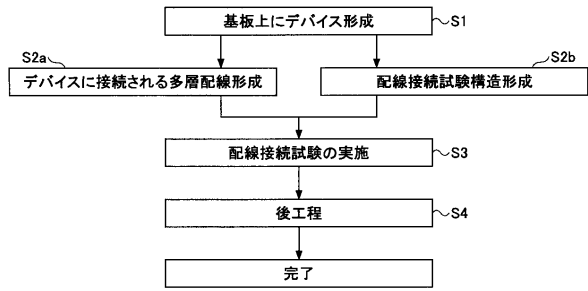 基板上にデバイス形成 S1
S2a S2b
デバイスに接続される多層配線形成 配線接続試験構造形成
配線接続試験の実施 S3
後工程 S4
完了